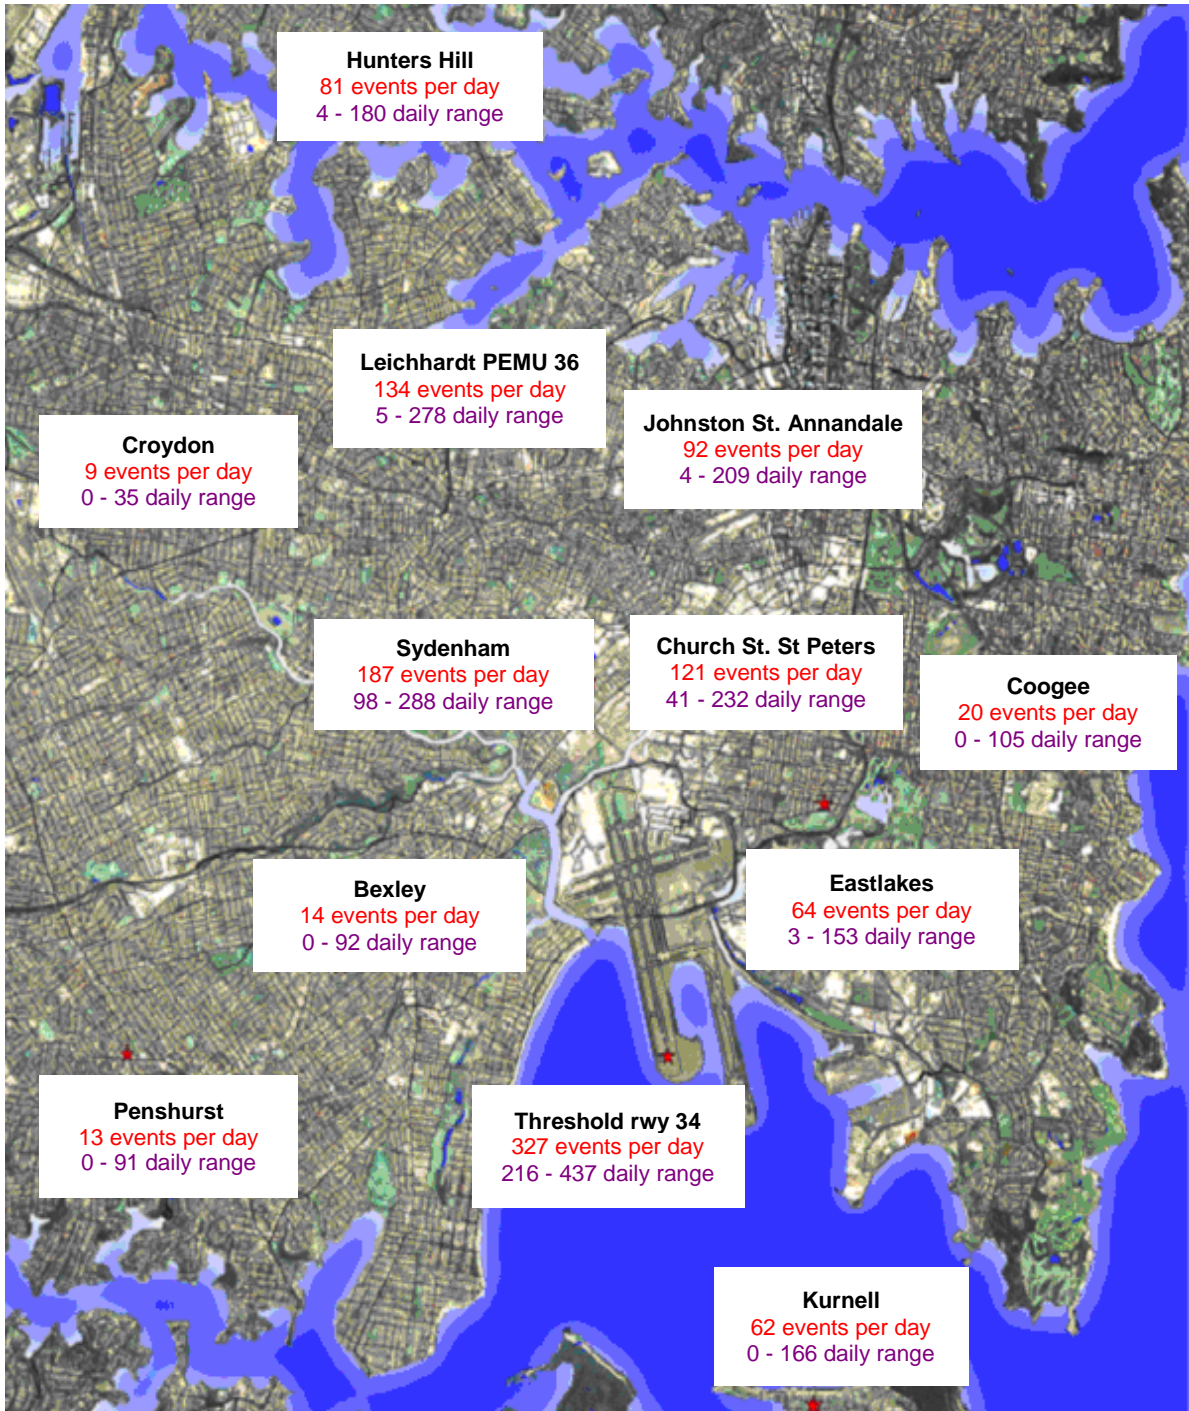 Hunters Hill
81 events per day
4 - 180 daily range
Leichhardt PEMU 36
134 events per day
5 - 278 daily range
Johnston St. Annandale
92 events per day
4 - 209 daily range
Croydon
9 events per day
0 - 35 daily range
Sydenham
187 events per day
98 - 288 daily range
Church St. St Peters
121 events per day
41 - 232 daily range
Coogee
20 events per day
0 - 105 daily range
Bexley
14 events per day
0 - 92 daily range
Eastlakes
64 events per day
3 - 153 daily range
Penshurst
13 events per day
0 - 91 daily range
Threshold rwy 34
327 events per day
216 - 437 daily range
Kurnell
62 events per day
0 - 166 daily range